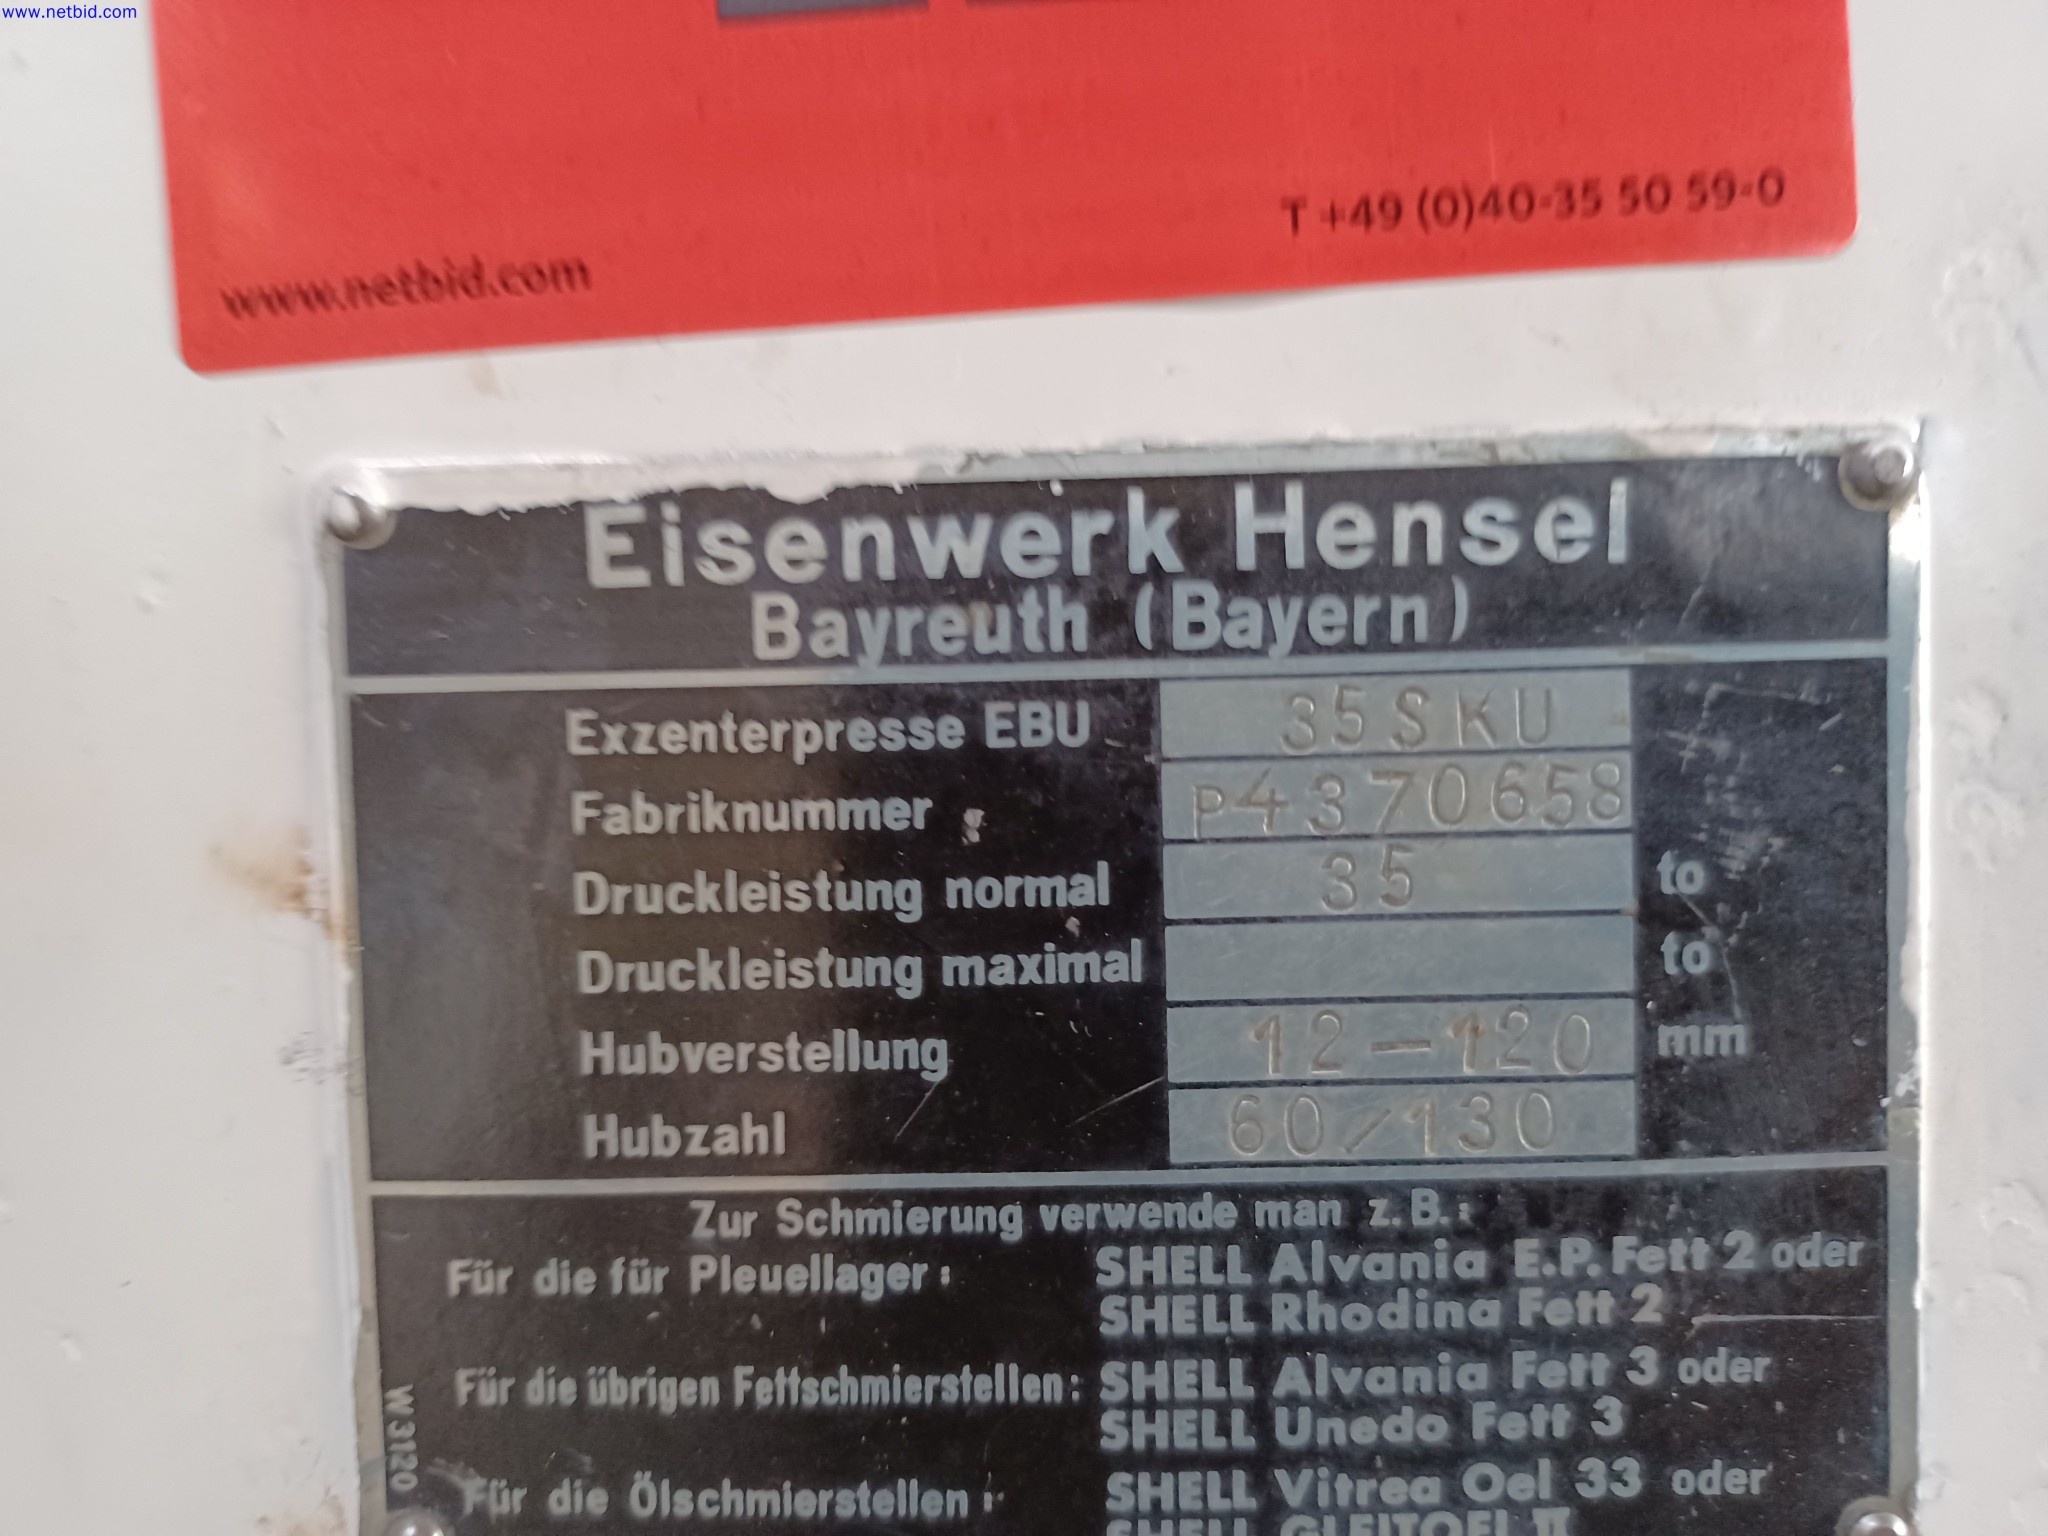 www.netbid.com
T +49 (0)40-35 50 59-0
www.netbid.com
Eisenwerk Hensel
Bayreuth (Bayern)
Exzenterpresse EBU 35SKU
Fabriknummer P4370658
Druckleistung normal 35 to
Druckleistung maximal to
Hubverstellung 12-120 mm
Hubzahl 60/130
Zur Schmierung verwende man z.B.:
Für die für Pleuellager: SHELL Alvania E.P. Fett 2 oder
SHELL Rhodina Fett 2
Für die übrigen Fettschmierstellen: SHELL Alvania Fett 3 oder
SHELL Unedo Fett 3
Für die Ölschmierstellen: SHELL Vitrea Oel 33 oder
SHELL GLEITOEL II
W3120